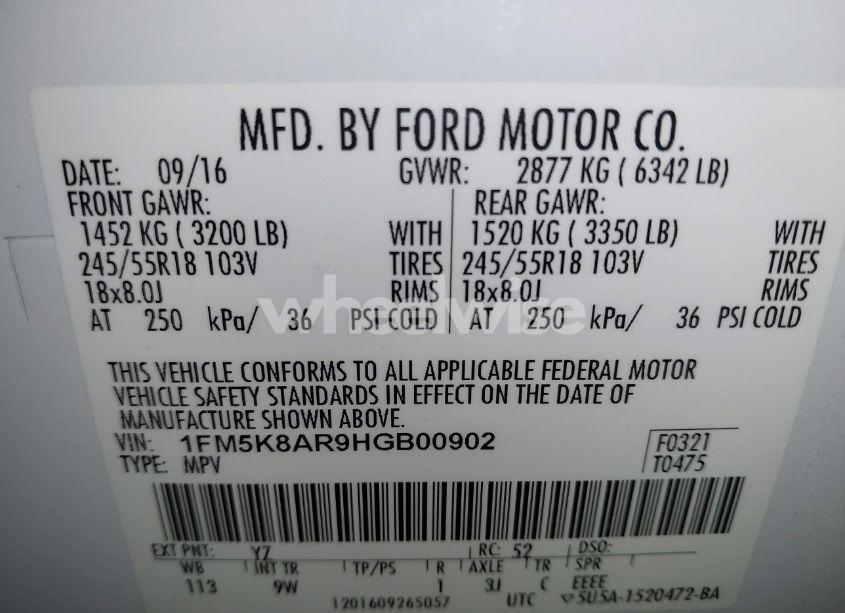 MFD. BY FORD MOTOR CO.
DATE: 09/16 GVWR: 2877 KG ( 6342 LB)
FRONT GAWR: REAR GAWR:
1452 KG ( 3200 LB) WITH 1520 KG ( 3350 LB) WITH
245/55R18 103V TIRES 245/55R18 103V TIRES
18x8.0J RIMS 18x8.0J RIMS
wheelwise
AT 250 kPa/ 36 PSI COLD AT 250 kPa/ 36 PSI COLD
THIS VEHICLE CONFORMS TO ALL APPLICABLE FEDERAL MOTOR
VEHICLE SAFETY STANDARDS IN EFFECT ON THE DATE OF
MANUFACTURE SHOWN ABOVE.
VIN: 1FM5K8AR9HGB00902 F0321
TYPE: MPV T0475
EXT PNT: YZ RC: 52 DSO:
WB INT TR TP/PS R AXLE TR SPR
113 9W 1 3J C EEEE
1201609265057 UTC ▽5U5A-1520472-BA